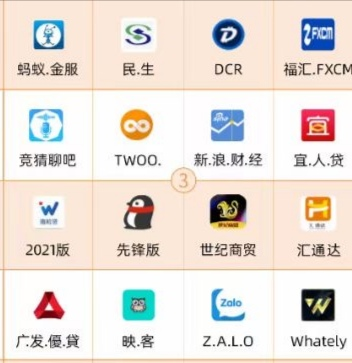 FXCM
蚂蚁.金服
民.生
DCR
福汇.FXCM
竞猜聊吧
TWOO.
新.浪.财.经
宜.人.贷
3
2021版
先锋版
世纪商贸
汇通达
Zalo
广发.優.貸
映.客
Z.A.L.O
Whately